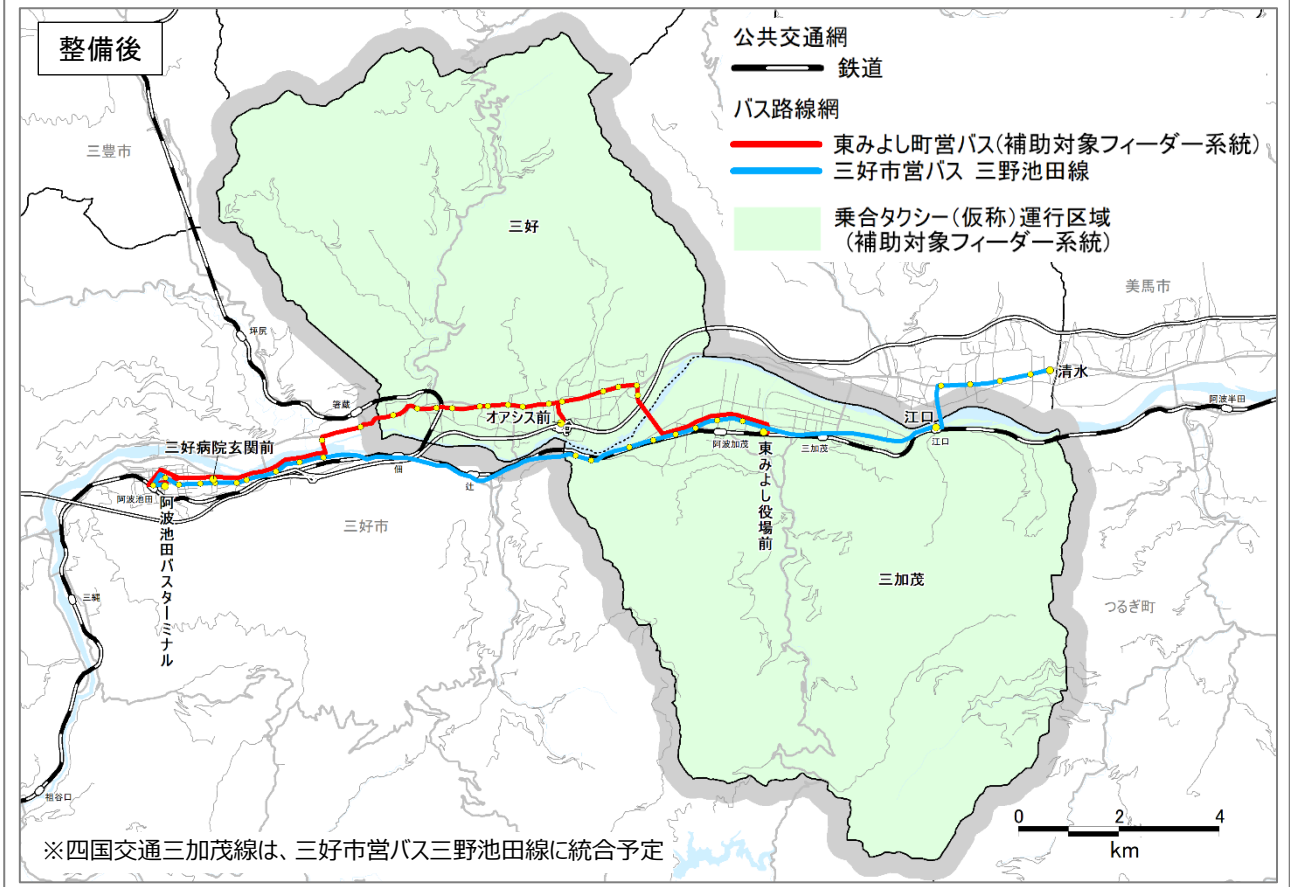 整備後
公共交通網
鉄道
バス路線網
東みよし町営バス(補助対象フィーダー系統)
三好市営バス 三野池田線
乗合タクシー(仮称)運行区域
(補助対象フィーダー系統)
三豊市
三好
美馬市
坪尻
箸蔵
清水
阿波半田
オアシス前
江口
江口
三好病院玄関前
阿波加茂
三加茂
佃
辻
阿波池田
阿波池田バスターミナル
東みよし役場前
三好市
三加茂
三縄
つるぎ町
祖谷口
0 2 4
km
※四国交通三加茂線は、三好市営バス三野池田線に統合予定